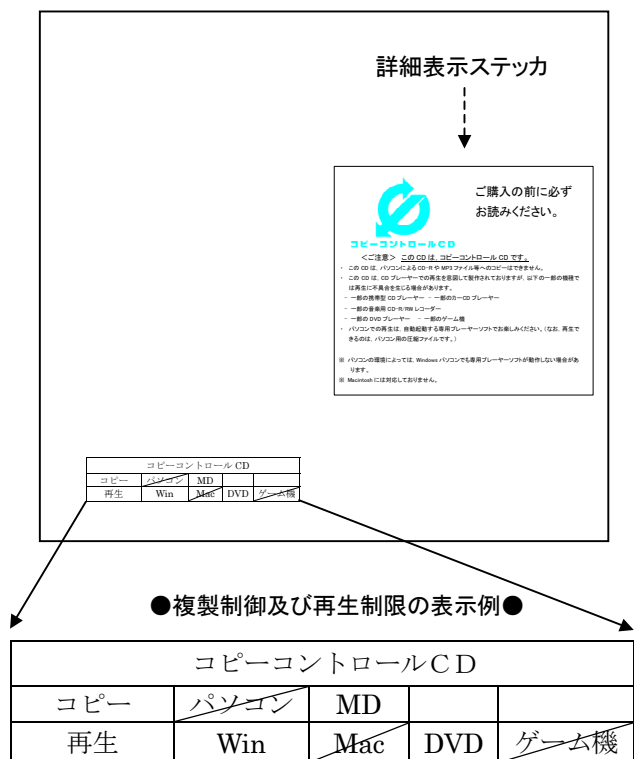 詳細表示ステッカ
ご購入の前に必ず
お読みください。
コピーコントロールCD
<ご注意> この CD は、コピーコントロール CD です。
・ この CD は、パソコンによる CD-R や MP3 ファイル等へのコピーはできません。
・ この CD は、CD プレーヤーでの再生を意図して製作されておりますが、以下の一部の機種で
は再生に不具合を生じる場合があります。
- 一部の携帯型 CD プレーヤー - 一部のカーCD プレーヤー
- 一部の音楽用 CD-R/RW レコーダー
- 一部の DVD プレーヤー - 一部のゲーム機
・ パソコンでの再生は、自動起動する専用プレーヤーソフトでお楽しみください。(なお、再生で
きるのは、パソコン用の圧縮ファイルです。)
※ パソコンの環境によっては、Windows パソコンでも専用プレーヤーソフトが動作しない場合があ
ります。
※ Macintosh には対応しておりません。
コピーコントロール CD
コピー パソコン MD
再生 Win Mac DVD ゲーム機
●複製制御及び再生制限の表示例●
コピーコントロールCD
コピー パソコン MD
再生 Win Mac DVD ゲーム機